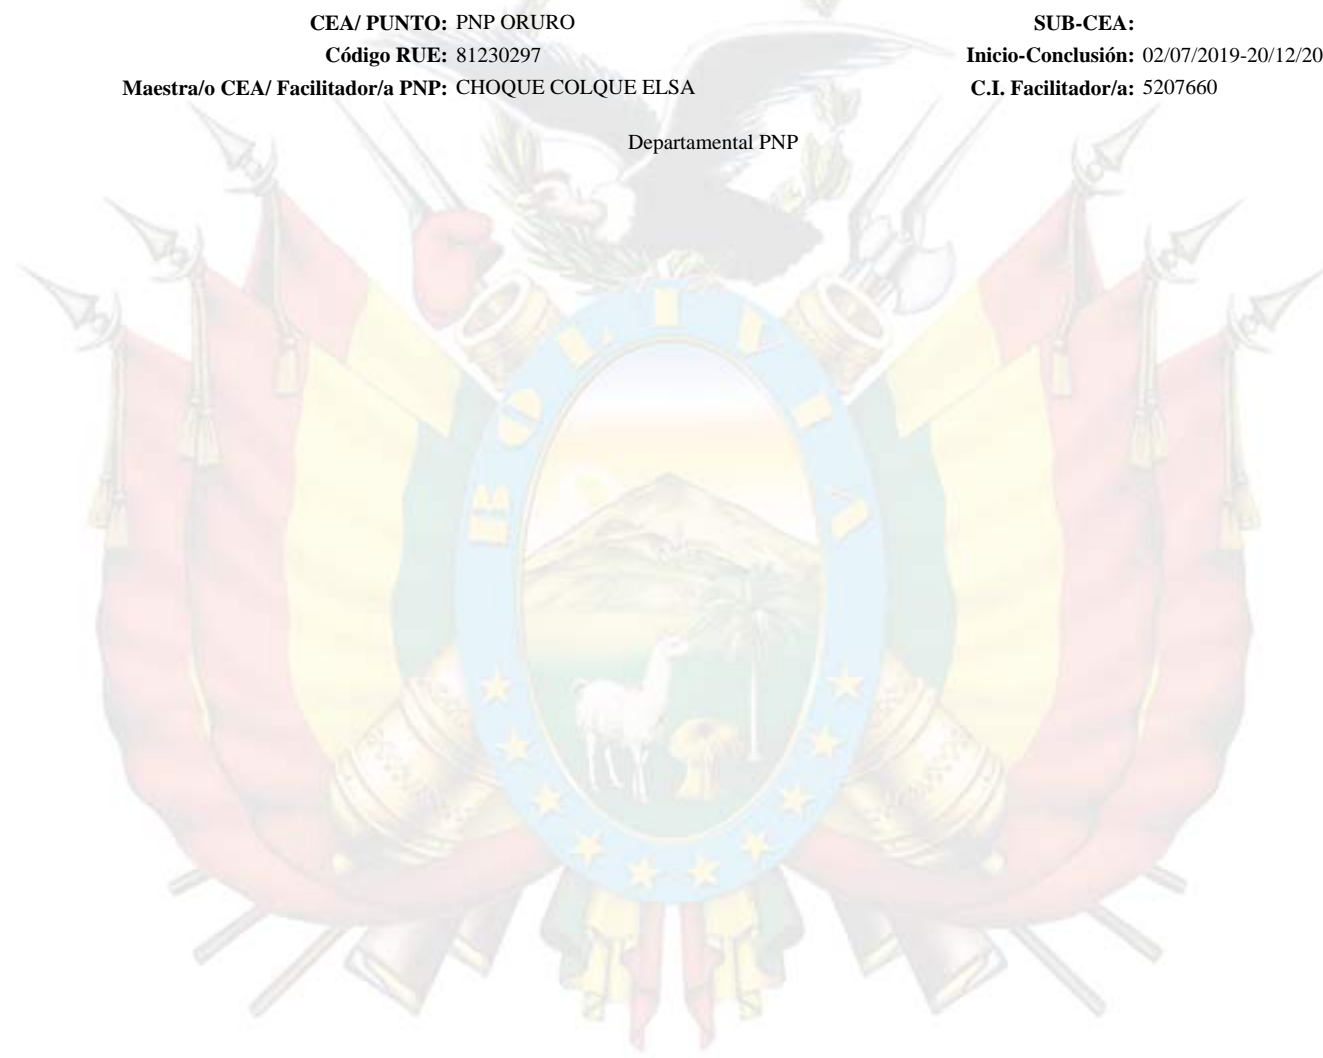 CEA/ PUNTO: PNP ORURO SUB-CEA:
Código RUE: 81230297 Inicio-Conclusión: 02/07/2019-20/12/20
Maestra/o CEA/ Facilitador/a PNP: CHOQUE COLQUE ELSA C.I. Facilitador/a: 5207660
Departamental PNP
BOLIVIA